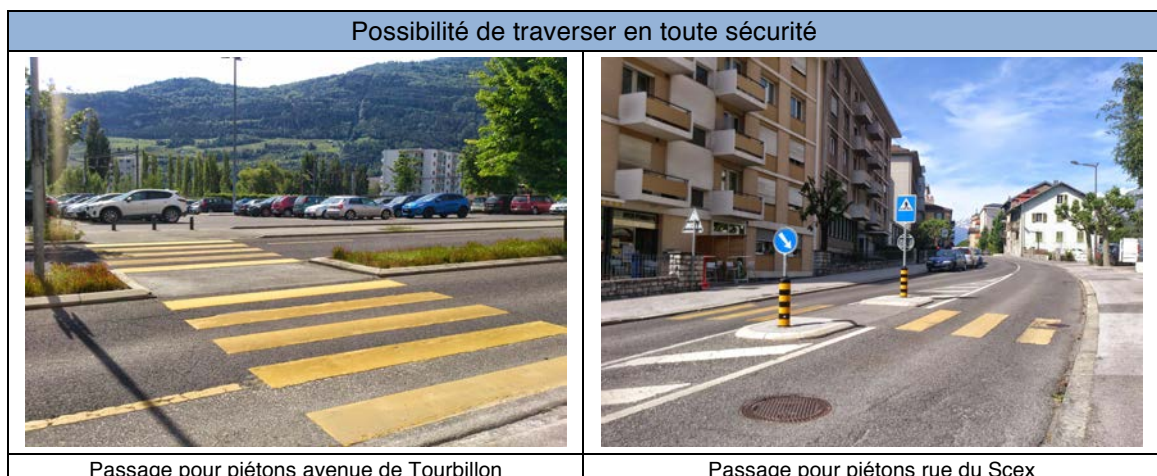 Possibilité de traverser en toute sécurité
Passage pour piétons avenue de Tourbillon
Passage pour piétons rue du Scex